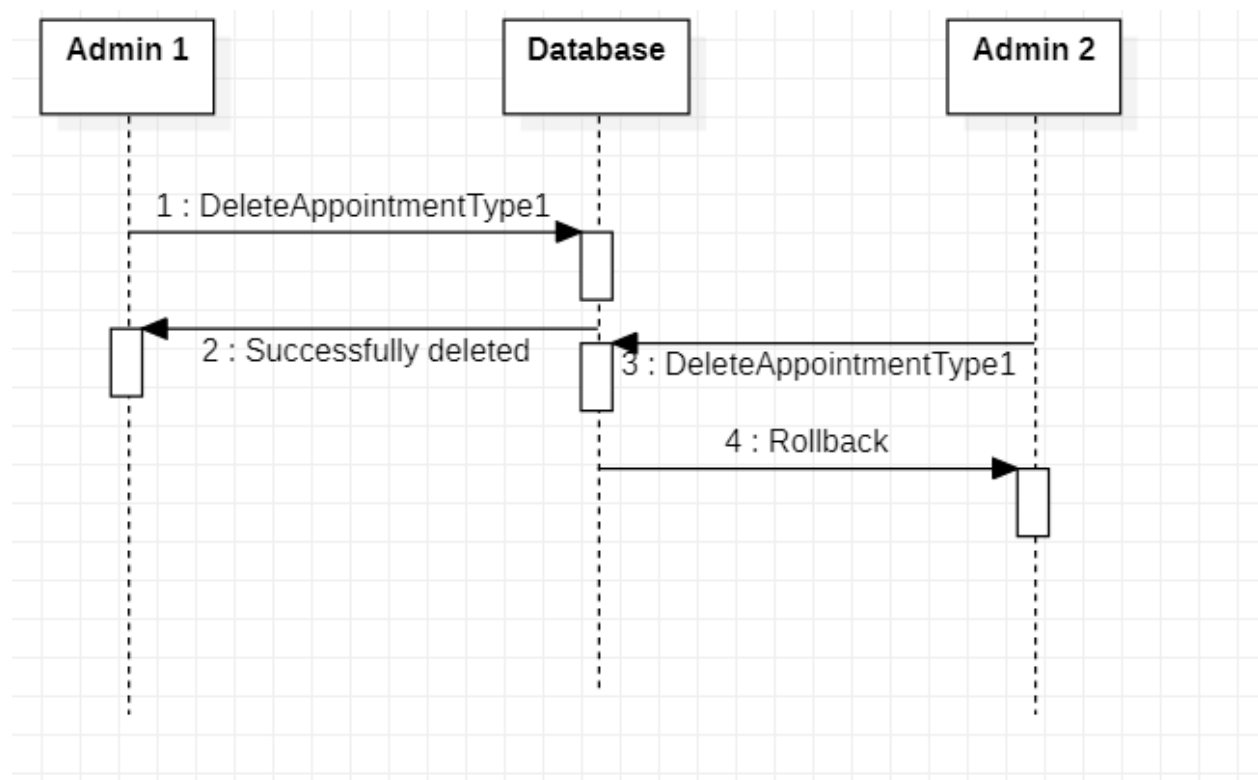 Admin 1
Database
Admin 2
1 : DeleteAppointmentType1
2 : Successfully deleted
3 : DeleteAppointmentType1
4 : Rollback